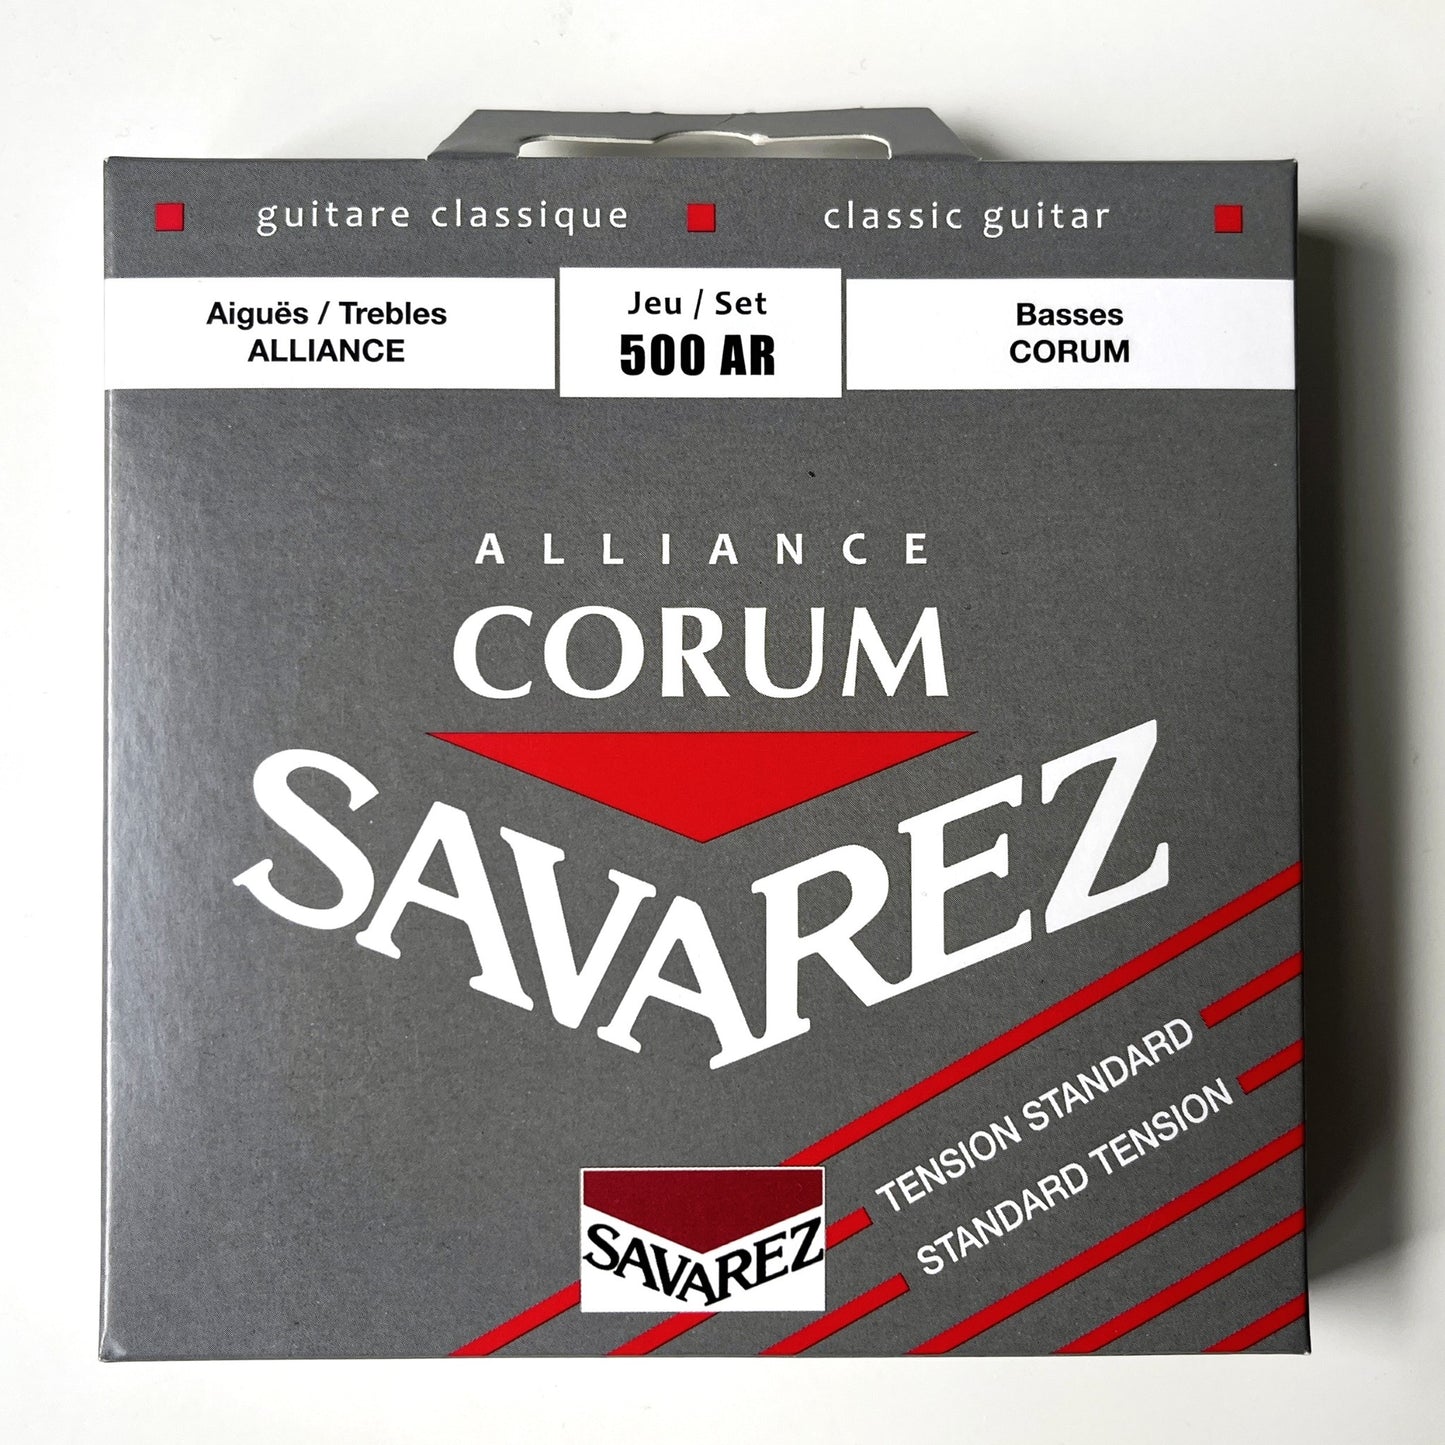 guitare classique
classic guitar
Aiguës / Trebles
ALLIANCE
Jeu / Set
500 AR
Basses
CORUM
ALLIANCE
CORUM
SAVAREZ
TENSION STANDARD
STANDARD TENSION
SAVAREZ